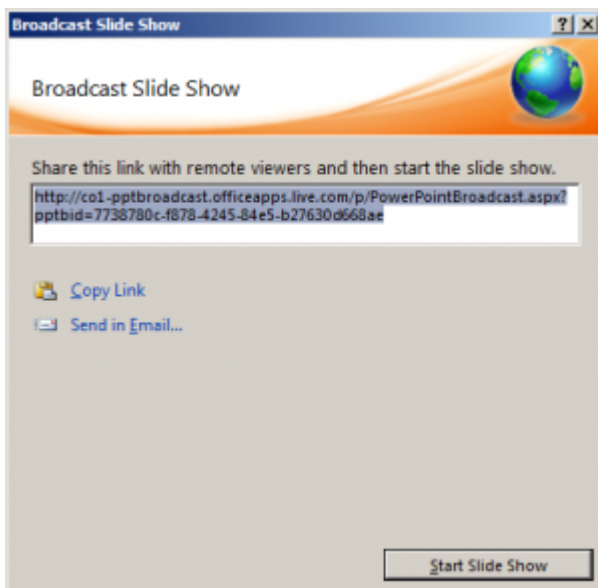 Broadcast Slide Show
Broadcast Slide Show
Share this link with remote viewers and then start the slide show.
http://co1-pptbroadcast.officeapps.live.com/p/PowerPointBroadcast.aspx?
pptbid=7738780c-f878-4245-84e5-b27630d668ae
Copy Link
Send in Email...
Start Slide Show